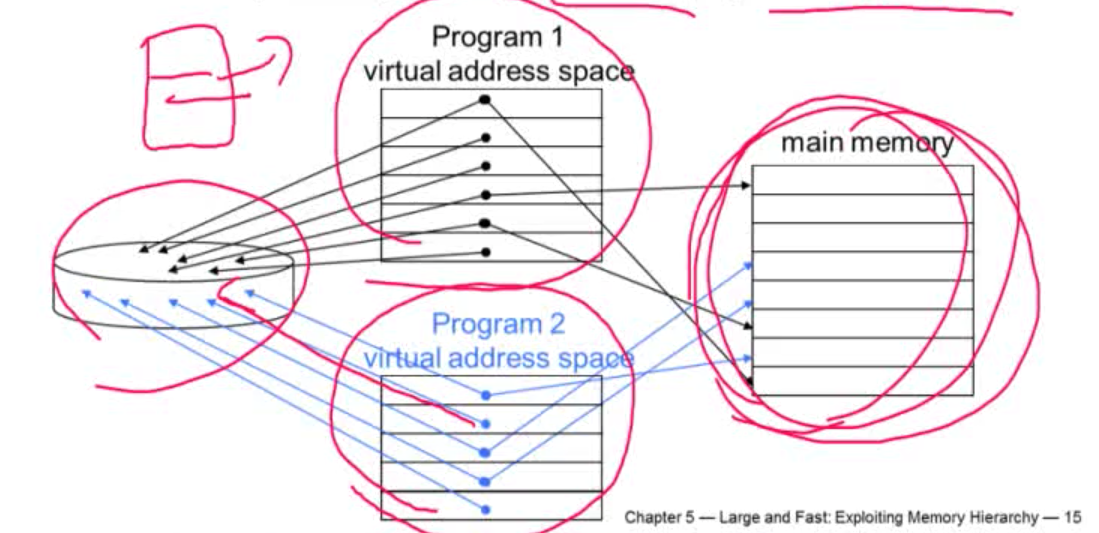 Program 1
virtual address space
main memory
Program 2
virtual address space
Chapter 5 — Large and Fast: Exploiting Memory Hierarchy — 15